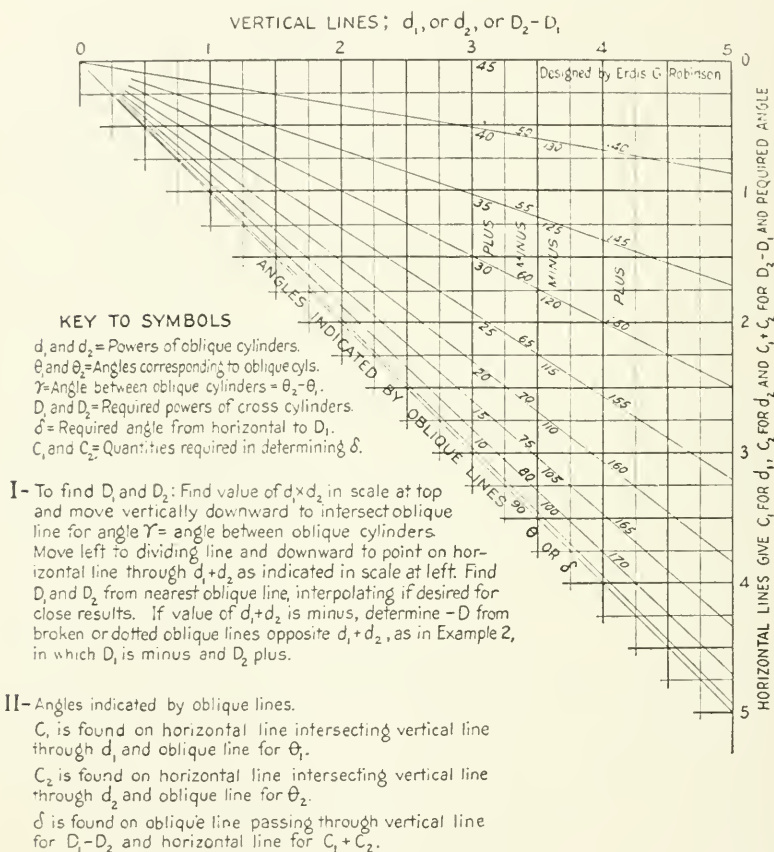 VERTICAL LINES; d₁, or d₂, or D₂-D₁
0 1 2 3 4 5
Designed by Erdis G Robinson
0
1
2
3
4
5
HORIZONTAL LINES GIVE C₁ FOR d₁, C₂ FOR d₂ AND C₁+C₂ FOR D₂-D₁ AND REQUIRED ANGLE
45
40 50 130 140
35 55 125 145
PLUS MINUS MINUS PLUS
30 60 120 150
25 65 115 155
20 70 110 160
15 75 105 165
10 80 100 170
90
ANGLES INDICATED BY OBLIQUE LINES θ OR δ
KEY TO SYMBOLS
d₁ and d₂=Powers of oblique cylinders.
θ₁ and θ₂=Angles corresponding to oblique cyls.
γ=Angle between oblique cylinders = θ₂-θ₁.
D₁ and D₂=Required powers of cross cylinders.
δ=Required angle from horizontal to D₁.
C₁ and C₂=Quantities required in determining δ.
I- To find D₁ and D₂: Find value of d₁×d₂ in scale at top
and move vertically downward to intersect oblique
line for angle γ= angle between oblique cylinders.
Move left to dividing line and downward to point on hor-
izontal line through d₁+d₂ as indicated in scale at left. Find
D₁ and D₂ from nearest oblique line, interpolating if desired for
close results. If value of d₁+d₂ is minus, determine -D from
broken or dotted oblique lines opposite d₁+d₂, as in Example 2,
in which D₁ is minus and D₂ plus.
II- Angles indicated by oblique lines.
C₁ is found on horizontal line intersecting vertical line
through d₁ and oblique line for θ₁.
C₂ is found on horizontal line intersecting vertical line
through d₂ and oblique line for θ₂.
δ is found on oblique line passing through vertical line
for D₁-D₂ and horizontal line for C₁+C₂.